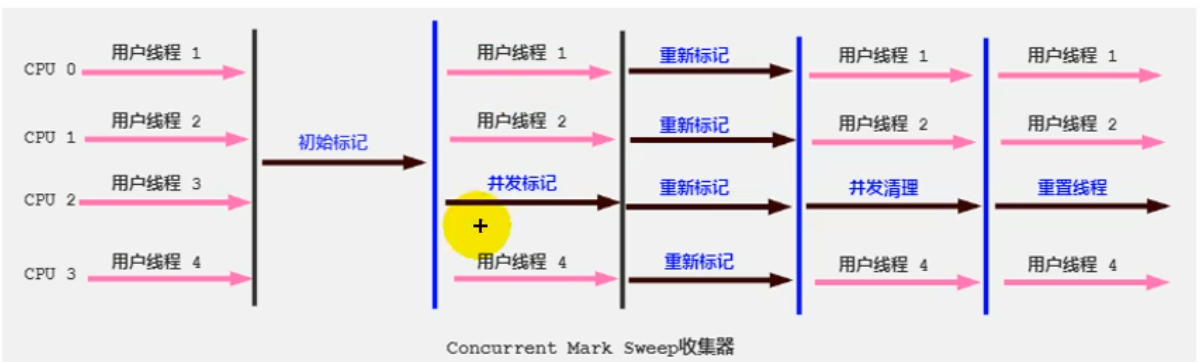 用户线程 1 用户线程 1 重新标记 用户线程 1 用户线程 1
CPU 0
用户线程 2 用户线程 2 重新标记 用户线程 2 用户线程 2
CPU 1
初始标记
用户线程 3 并发标记 重新标记 并发清理 重置线程
CPU 2
用户线程 4 用户线程 4 重新标记 用户线程 4 用户线程 4
CPU 3
Concurrent Mark Sweep收集器